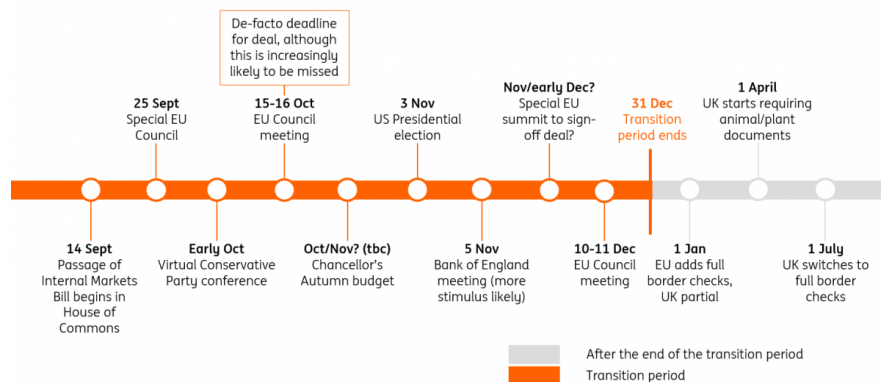 De-facto deadline
for deal, although
this is increasingly
likely to be missed
25 Sept
Special EU
Council
15-16 Oct
EU Council
meeting
3 Nov
US Presidential
election
Nov/early Dec?
Special EU
summit to sign-
off deal?
31 Dec
Transition
period ends
1 April
UK starts requiring
animal/plant
documents
14 Sept
Passage of
Internal Markets
Bill begins in
House of
Commons
Early Oct
Virtual Conservative
Party conference
Oct/Nov? (tbc)
Chancellor's
Autumn budget
5 Nov
Bank of England
meeting (more
stimulus likely)
10-11 Dec
EU Council
meeting
1 Jan
EU adds full
border checks,
UK partial
1 July
UK switches to
full border
checks
After the end of the transition period
Transition period